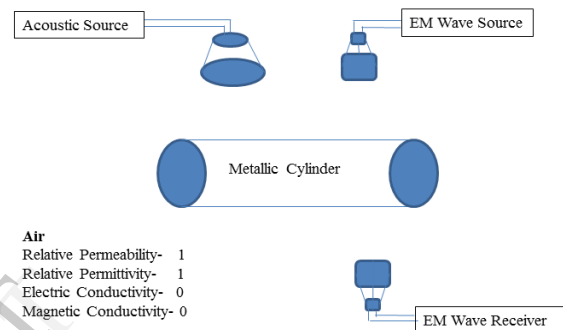 Acoustic Source
EM Wave Source
Metallic Cylinder
Air
Relative Permeability- 1
Relative Permittivity- 1
Electric Conductivity- 0
Magnetic Conductivity- 0
EM Wave Receiver